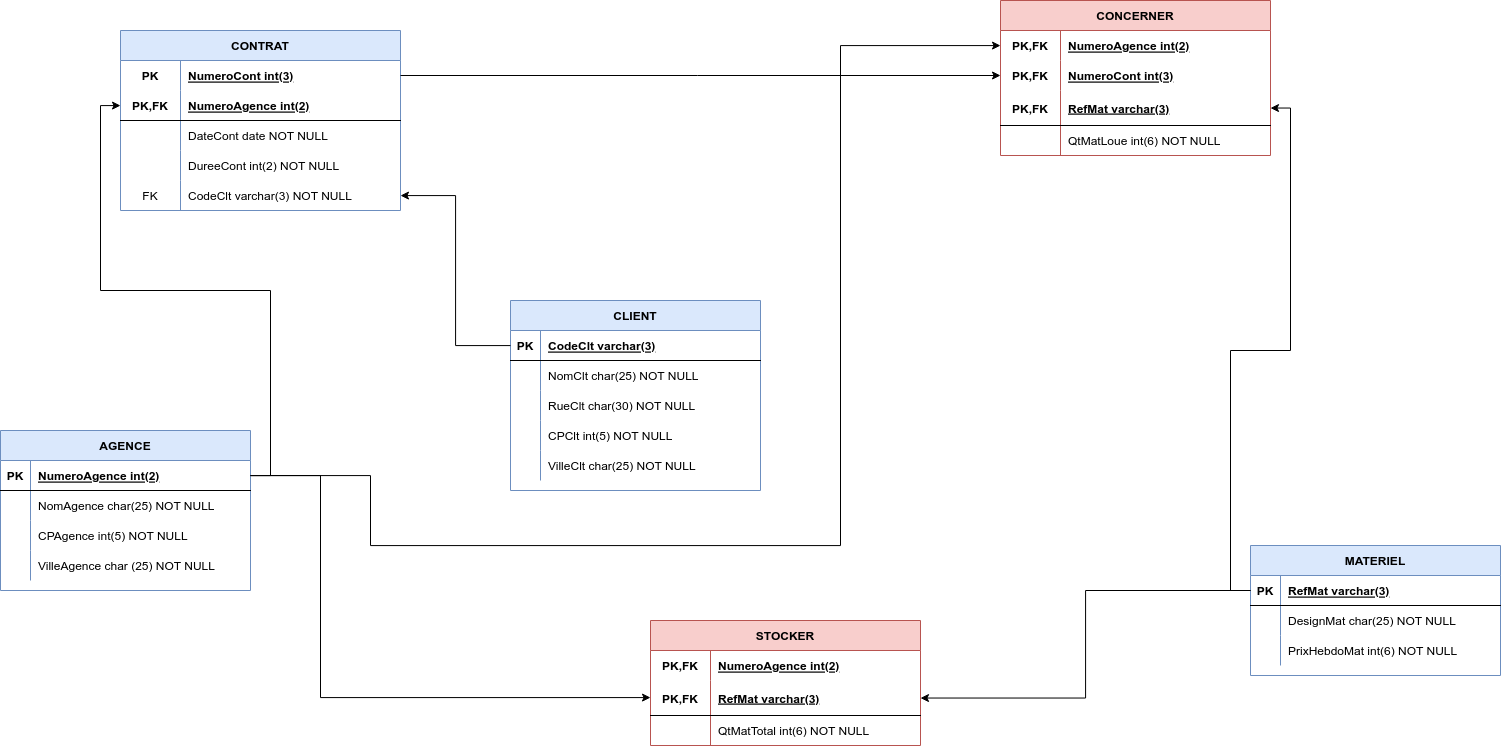 CONTRAT
PK NumeroCont int(3)
PK,FK NumeroAgence int(2)
DateCont date NOT NULL
DureeCont int(2) NOT NULL
FK CodeClt varchar(3) NOT NULL
CONCERNER
PK,FK NumeroAgence int(2)
PK,FK NumeroCont int(3)
PK,FK RefMat varchar(3)
QtMatLoue int(6) NOT NULL
CLIENT
PK CodeClt varchar(3)
NomClt char(25) NOT NULL
RueClt char(30) NOT NULL
CPClt int(5) NOT NULL
VilleClt char(25) NOT NULL
AGENCE
PK NumeroAgence int(2)
NomAgence char(25) NOT NULL
CPAgence int(5) NOT NULL
VilleAgence char (25) NOT NULL
MATERIEL
PK RefMat varchar(3)
DesignMat char(25) NOT NULL
PrixHebdoMat int(6) NOT NULL
STOCKER
PK,FK NumeroAgence int(2)
PK,FK RefMat varchar(3)
QtMatTotal int(6) NOT NULL